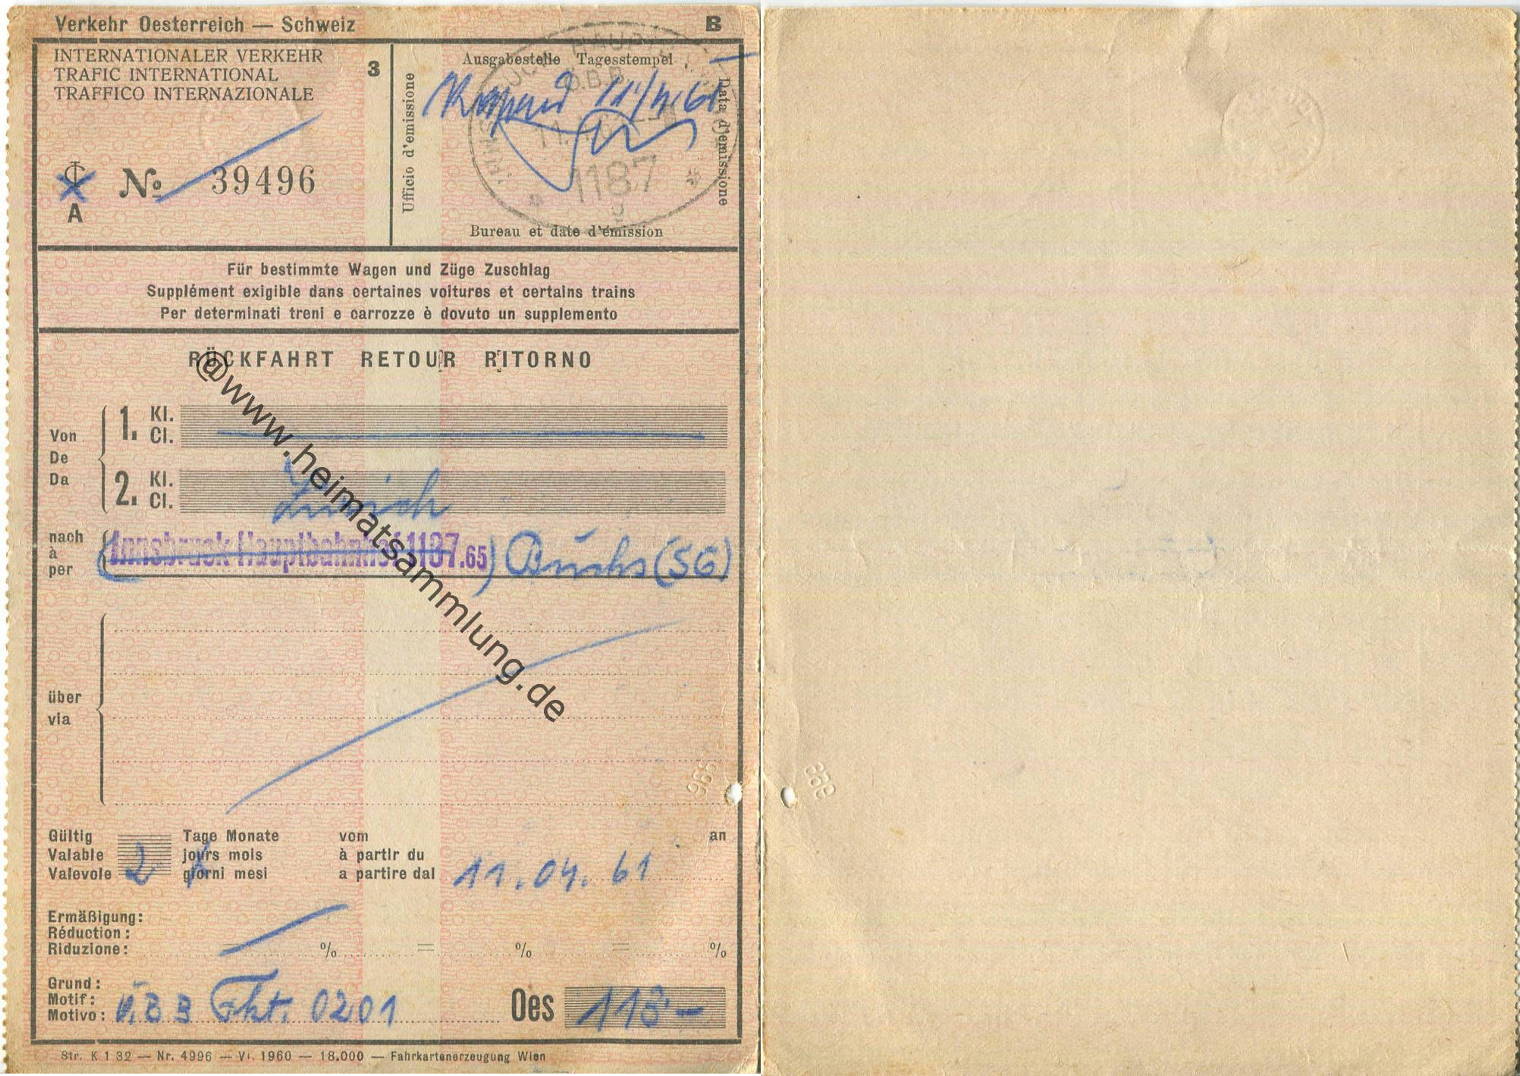 Verkehr Oesterreich — Schweiz B
INTERNATIONALER VERKEHR
TRAFIC INTERNATIONAL
TRAFFICO INTERNAZIONALE
3
A
No 39496
Ufficio d'emissione
Ausgabestelle Tagesstempel
Ö.B.B.
11/4.61
1187
Data d'emissione
Bureau et date d'émission
Für bestimmte Wagen und Züge Zuschlag
Supplément exigible dans certaines voitures et certains trains
Per determinati treni e carrozze è dovuto un supplemento
RÜCKFAHRT RETOUR RITORNO
Von
De
Da
1. Kl.
Cl.
2. Kl.
Cl.
Zürich
nach
à
per
(Innsbruck Hauptbahnhof 1187.65) Buchs (SG)
über
via
@www.heimatsammlung.de
396
Gültig
Valable
Valevole
2
Tage Monate
jours mois
giorni mesi
vom
à partir du
a partire dal
11.04.61
an
Ermäßigung:
Réduction:
Riduzione:
% = % = %
Grund:
Motif:
Motivo:
Ö.B.B Fkt. 0201
Oes 118.-
Str. K 1 32 — Nr. 4996 — VI. 1960 — 18.000 — Fahrkartenerzeugung Wien